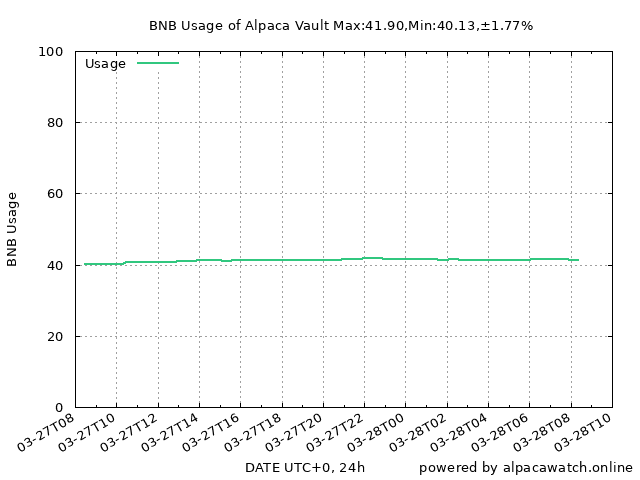 BNB Usage of Alpaca Vault Max:41.90,Min:40.13,±1.77%
Usage
BNB Usage
100
80
60
40
20
0
03-27T08
03-27T10
03-27T12
03-27T14
03-27T16
03-27T18
03-27T20
03-27T22
03-28T00
03-28T02
03-28T04
03-28T06
03-28T08
03-28T10
DATE UTC+0, 24h
powered by alpacawatch.online